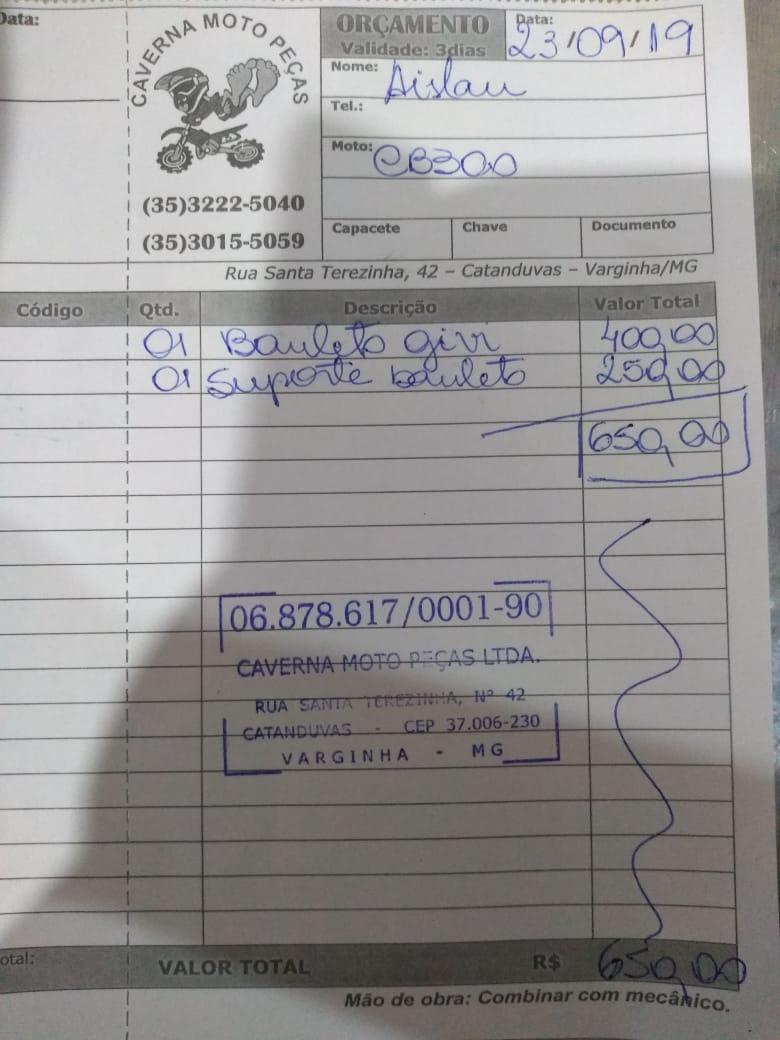 Data:
CAVERNA MOTO PEÇAS
(35)3222-5040
(35)3015-5059
ORÇAMENTO
Validade: 3dias
Data: 23/09/19
Nome: Aislau
Tel.:
Moto: CB300
Capacete Chave Documento
Rua Santa Terezinha, 42 – Catanduvas – Varginha/MG
Código Qtd. Descrição Valor Total
01 Bauleto givi 400,00
01 Suporte bauleto 250,00
650,00
06.878.617/0001-90
CAVERNA MOTO PEÇAS LTDA.
RUA SANTA TEREZINHA, Nº 42
CATANDUVAS - CEP 37.006-230
VARGINHA - MG
otal: VALOR TOTAL R$ 650,00
Mão de obra: Combinar com mecânico.